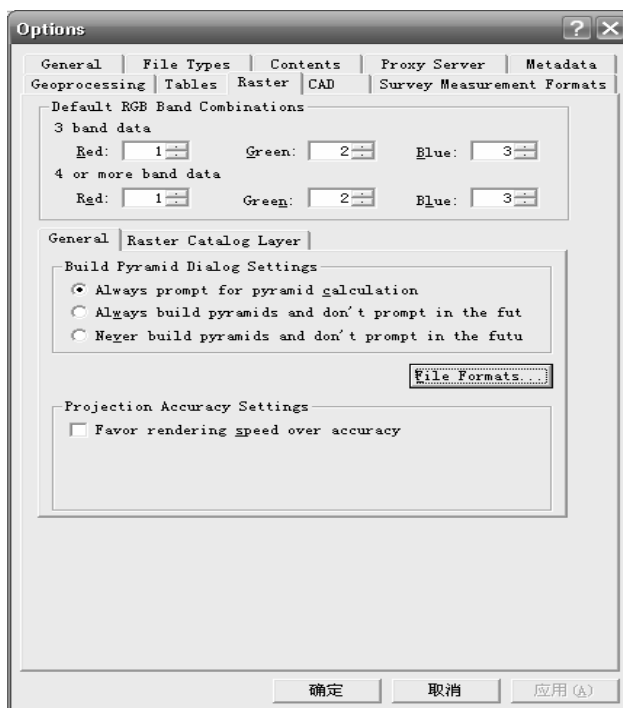 Options
General File Types Contents Proxy Server Metadata
Geoprocessing Tables Raster CAD Survey Measurement Formats
Default RGB Band Combinations
3 band data
Red: 1 Green: 2 Blue: 3
4 or more band data
Red: 1 Green: 2 Blue: 3
General Raster Catalog Layer
Build Pyramid Dialog Settings
Always prompt for pyramid calculation
Always build pyramids and don't prompt in the fut
Never build pyramids and don't prompt in the futu
File Formats...
Projection Accuracy Settings
Favor rendering speed over accuracy
确定 取消 应用(A)